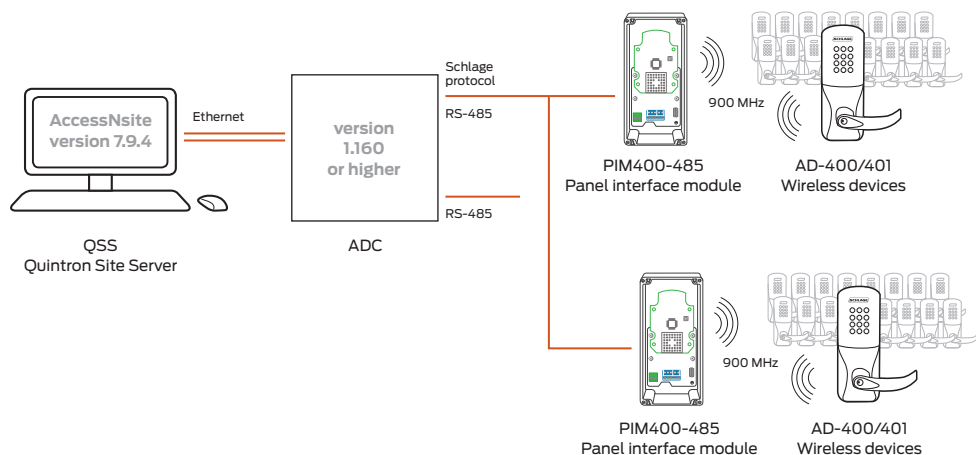 AccessNsite
version 7.9.4
Ethernet
version
1.160
or higher
Schlage
protocol
RS-485
RS-485
QSS
Quintron Site Server
ADC
900 MHz
SCHLAGE
PIM400-485
Panel interface module
AD-400/401
Wireless devices
900 MHz
SCHLAGE
PIM400-485
Panel interface module
AD-400/401
Wireless devices